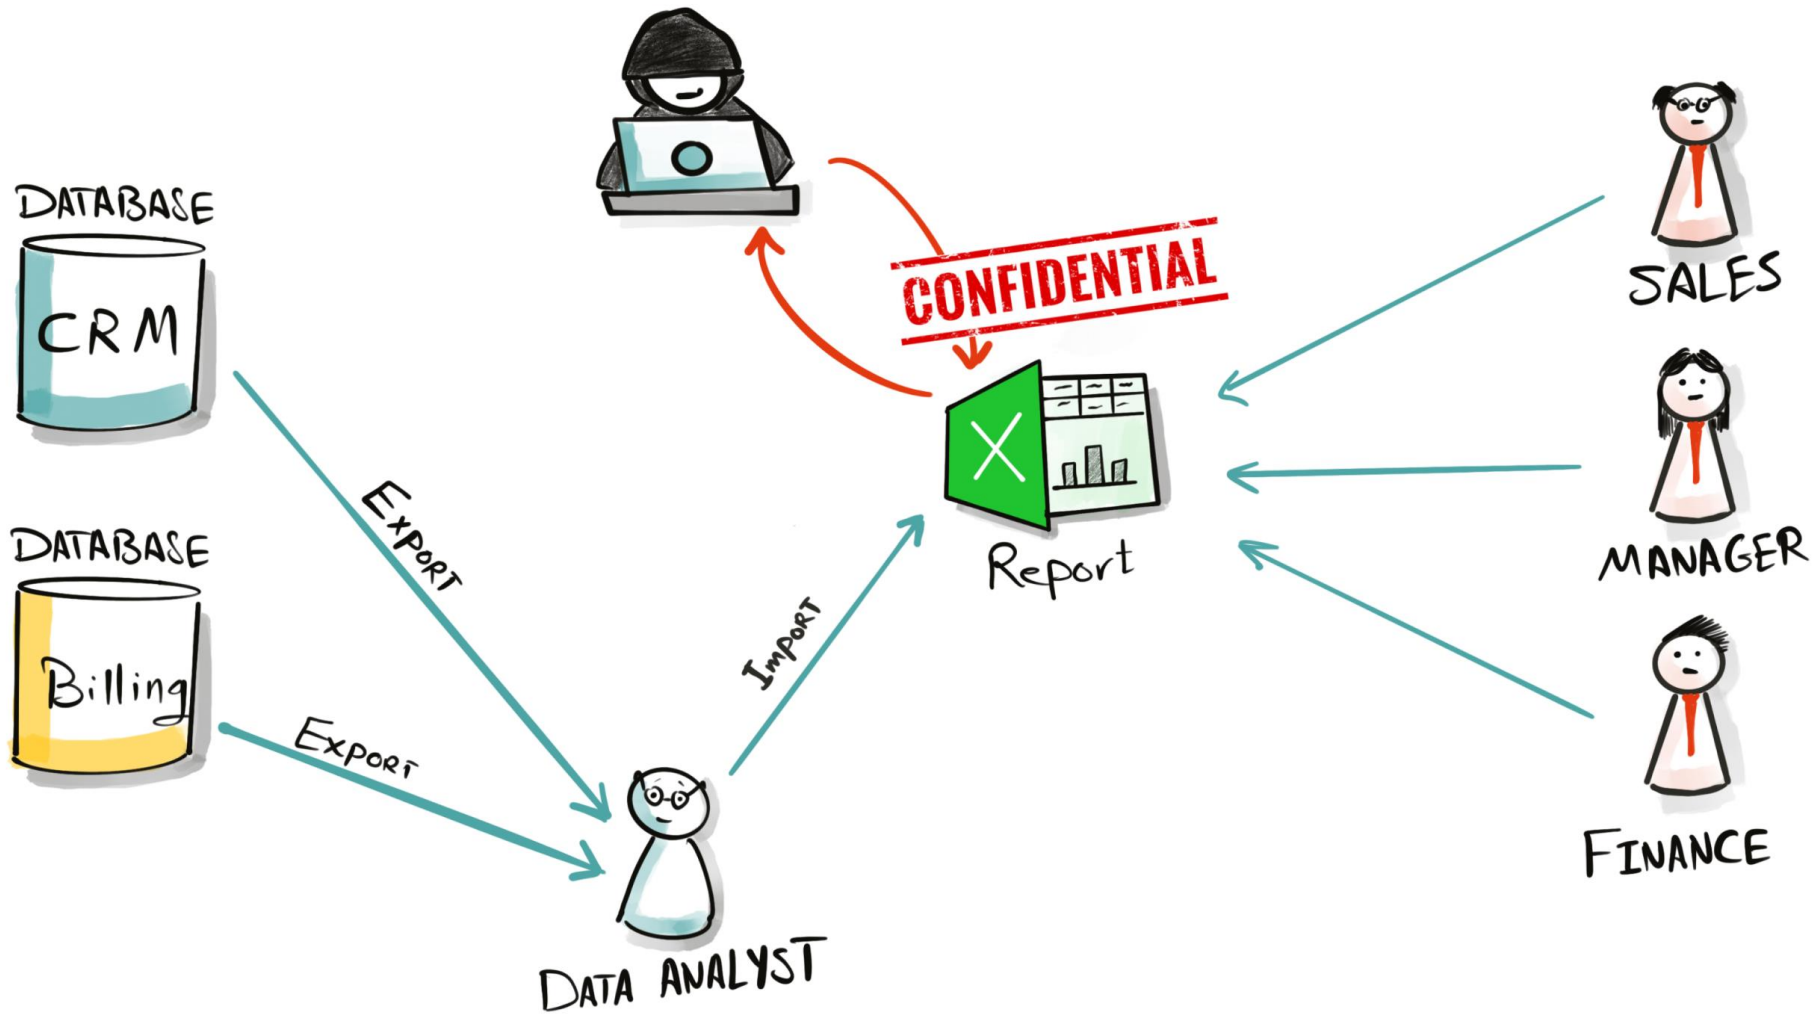 DATABASE
CRM
DATABASE
Billing
EXPORT
EXPORT
DATA ANALYST
IMPORT
CONFIDENTIAL
X
Report
SALES
MANAGER
FINANCE